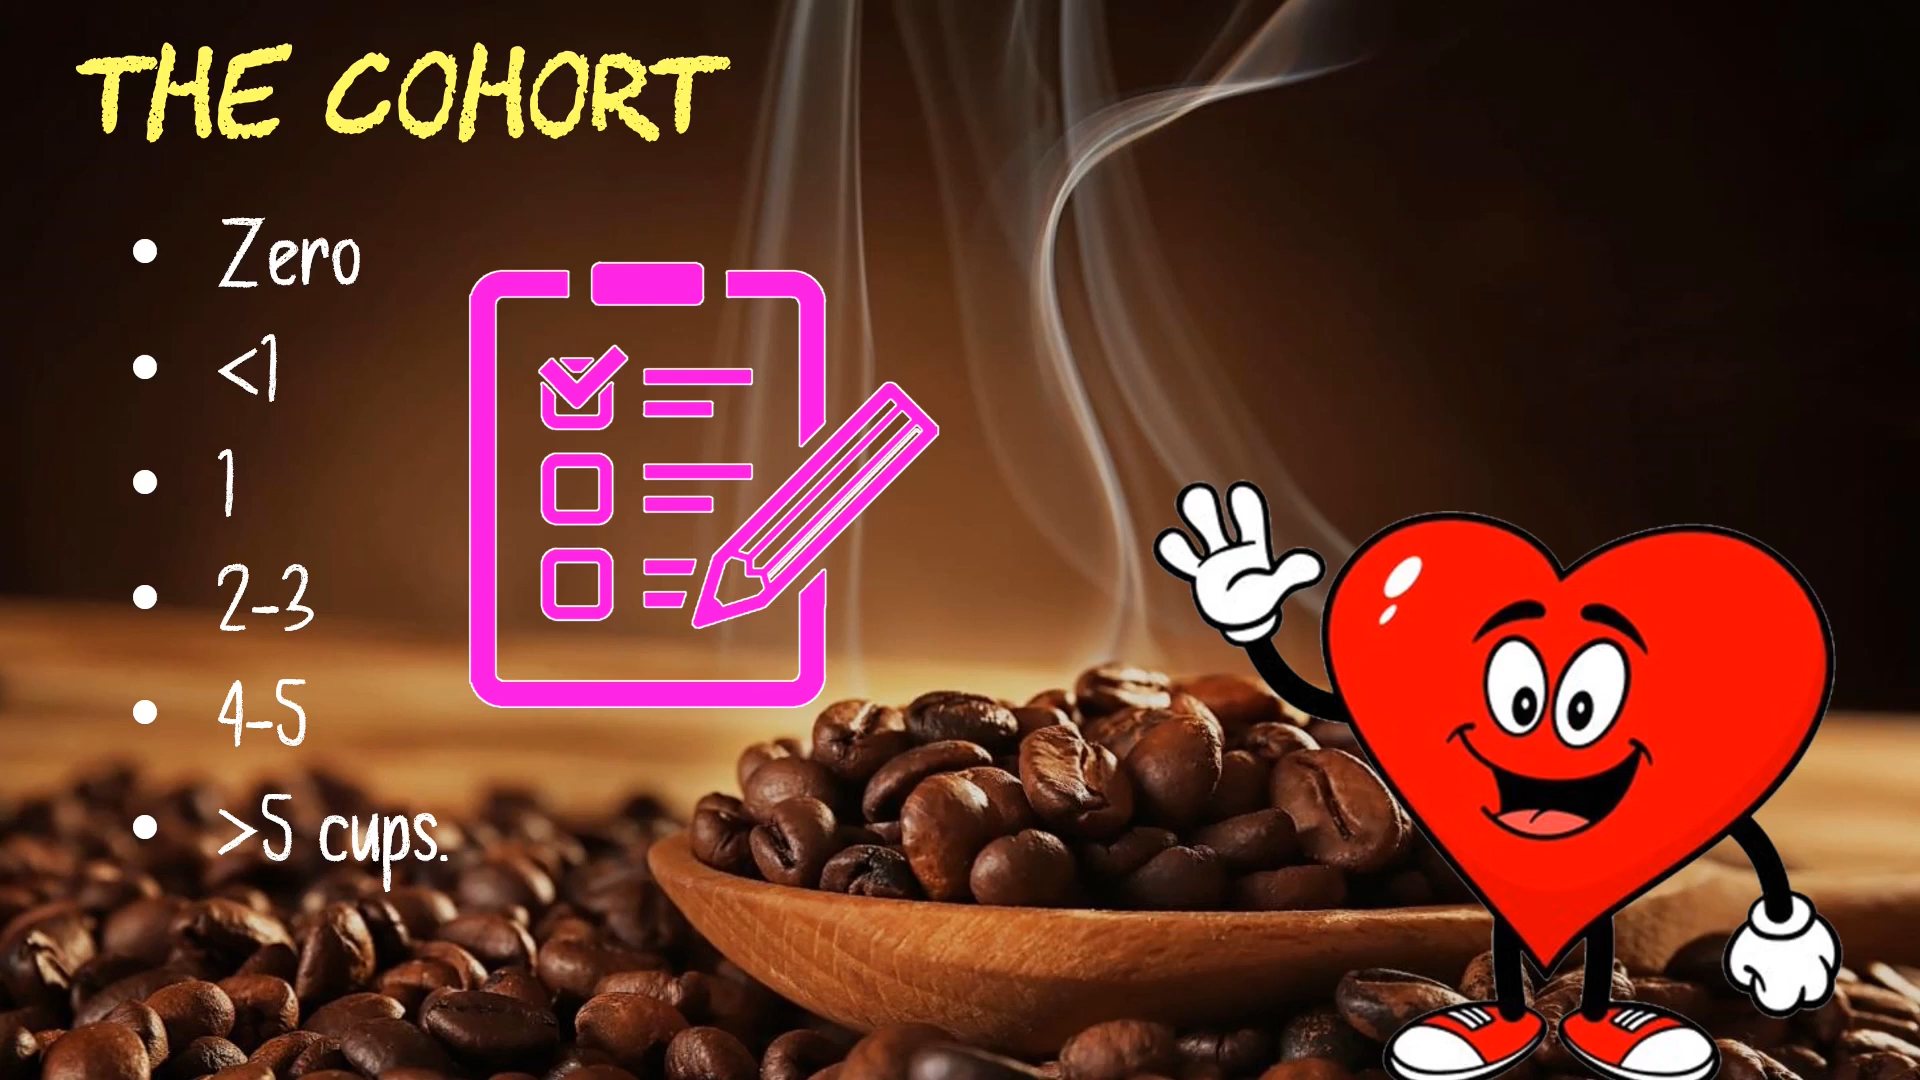 THE COHORT
• Zero
• <1
• 1
• 2-3
• 4-5
• >5 cups.